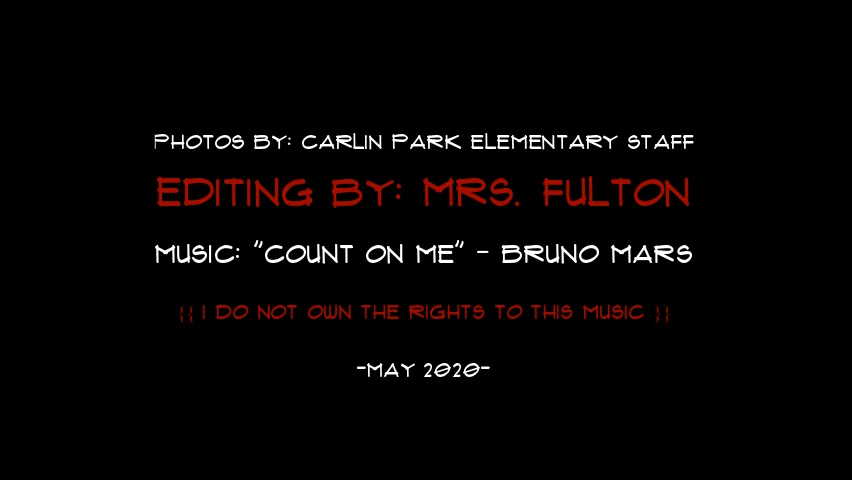 PHOTOS BY: CARLIN PARK ELEMENTARY STAFF
EDITING BY: MRS. FULTON
MUSIC: "COUNT ON ME" - BRUNO MARS
{{ I DO NOT OWN THE RIGHTS TO THIS MUSIC }}
-MAY 2020-